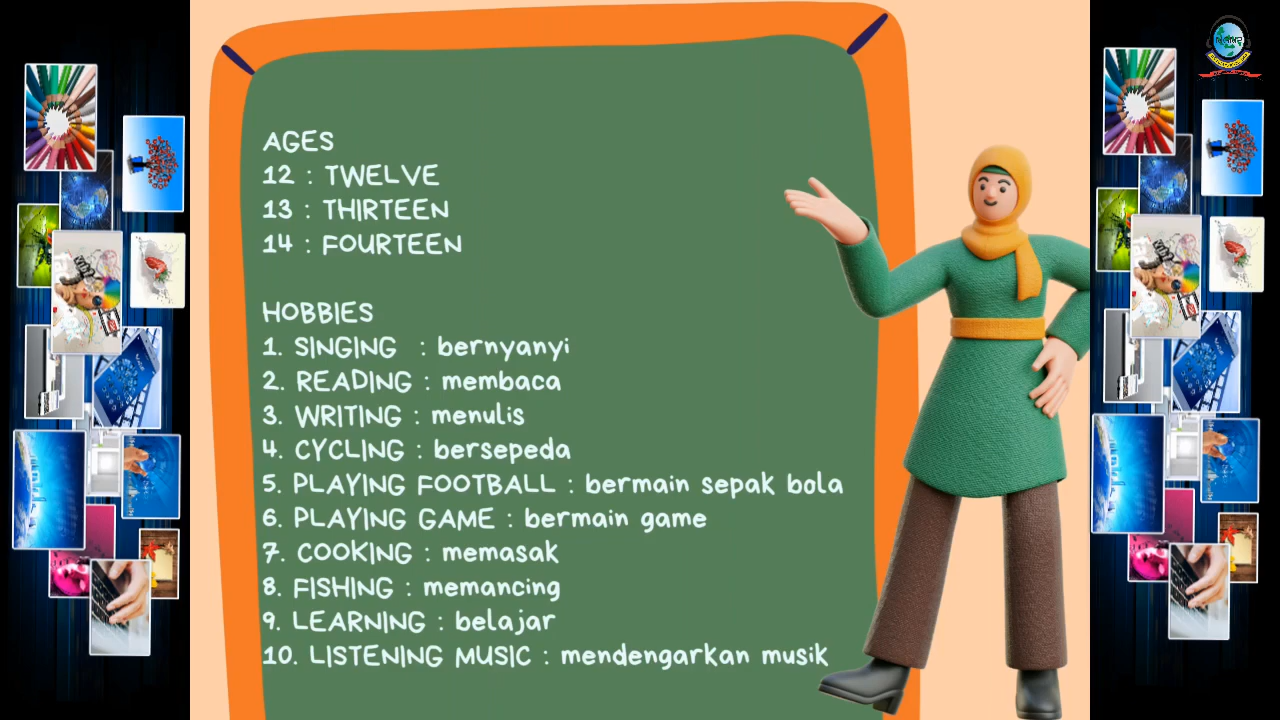 AGES
12 : TWELVE
13 : THIRTEEN
14 : FOURTEEN
HOBBIES
1. SINGING : bernyanyi
2. READING : membaca
3. WRITING : menulis
4. CYCLING : bersepeda
5. PLAYING FOOTBALL : bermain sepak bola
6. PLAYING GAME : bermain game
7. COOKING : memasak
8. FISHING : memancing
9. LEARNING : belajar
10. LISTENING MUSIC : mendengarkan musik